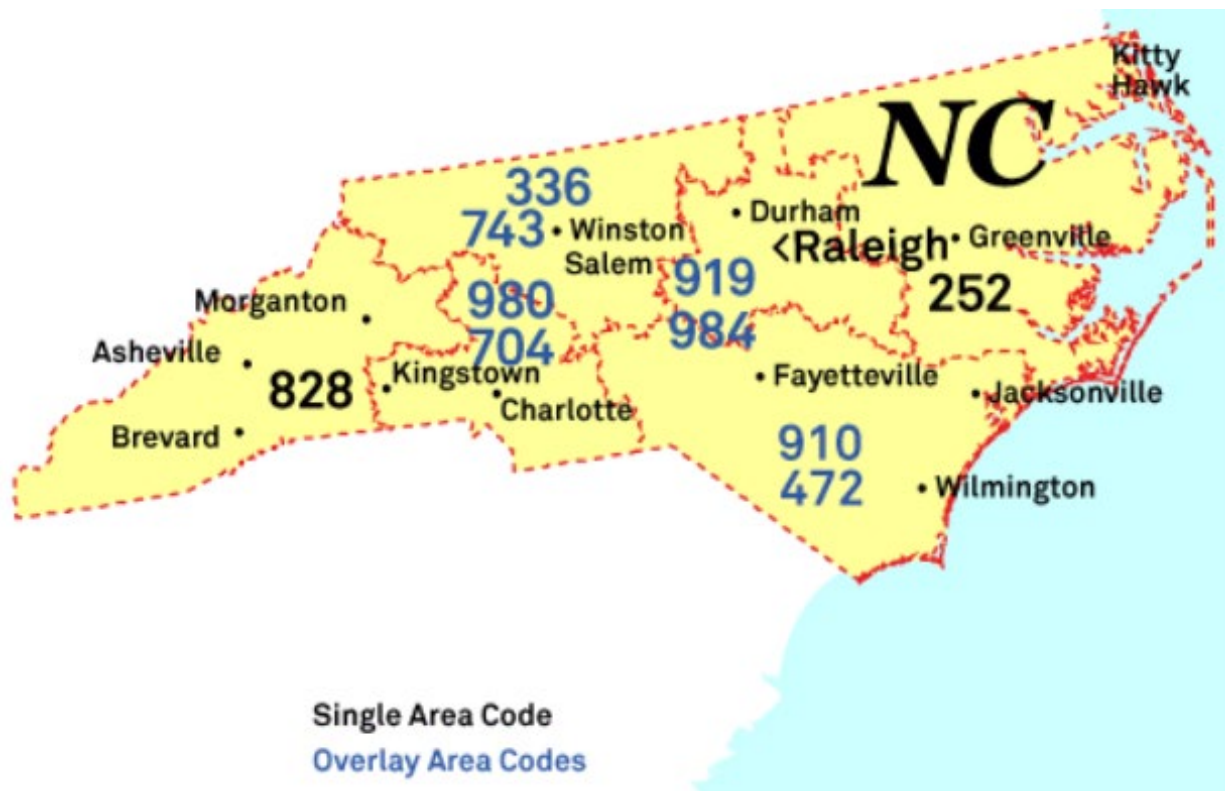 Kitty
Hawk
NC
336
743
Winston
Salem
Durham
<Raleigh
Greenville
919
984
252
980
704
Morganton
Asheville
828
Brevard
Kingstown
Charlotte
Fayetteville
Jacksonville
910
472
Wilmington
Single Area Code
Overlay Area Codes